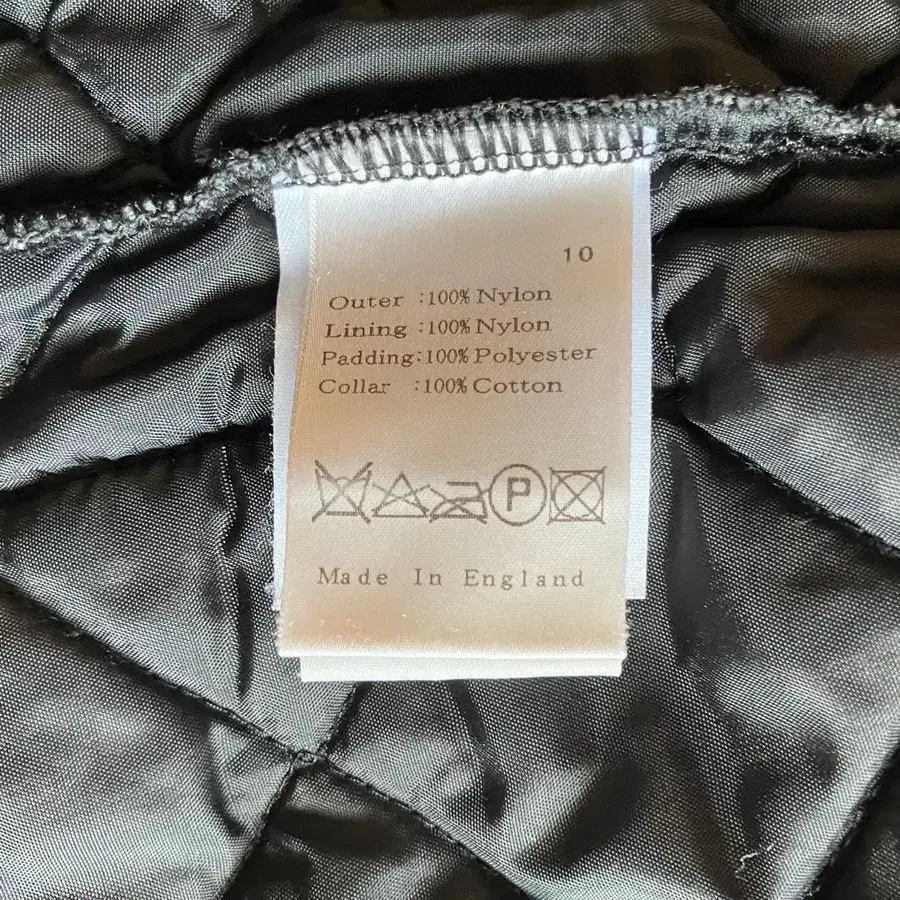 10
Outer :100% Nylon
Lining :100% Nylon
Padding:100% Polyester
Collar :100% Cotton
P
Made In England